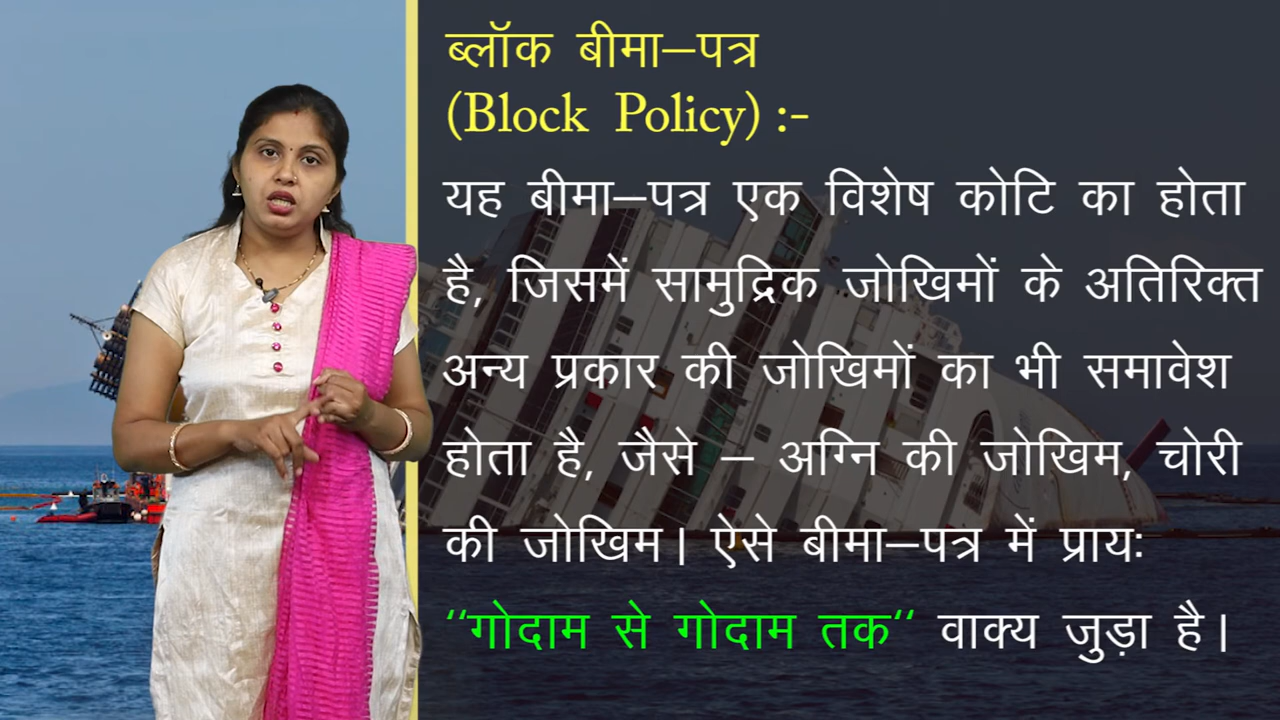 ब्लॉक बीमा–पत्र
(Block Policy) :-
यह बीमा–पत्र एक विशेष कोटि का होता
है, जिसमें सामुद्रिक जोखिमों के अतिरिक्त
अन्य प्रकार की जोखिमों का भी समावेश
होता है, जैसे – अग्नि की जोखिम, चोरी
की जोखिम। ऐसे बीमा–पत्र में प्रायः
‘‘गोदाम से गोदाम तक‘‘ वाक्य जुड़ा है।